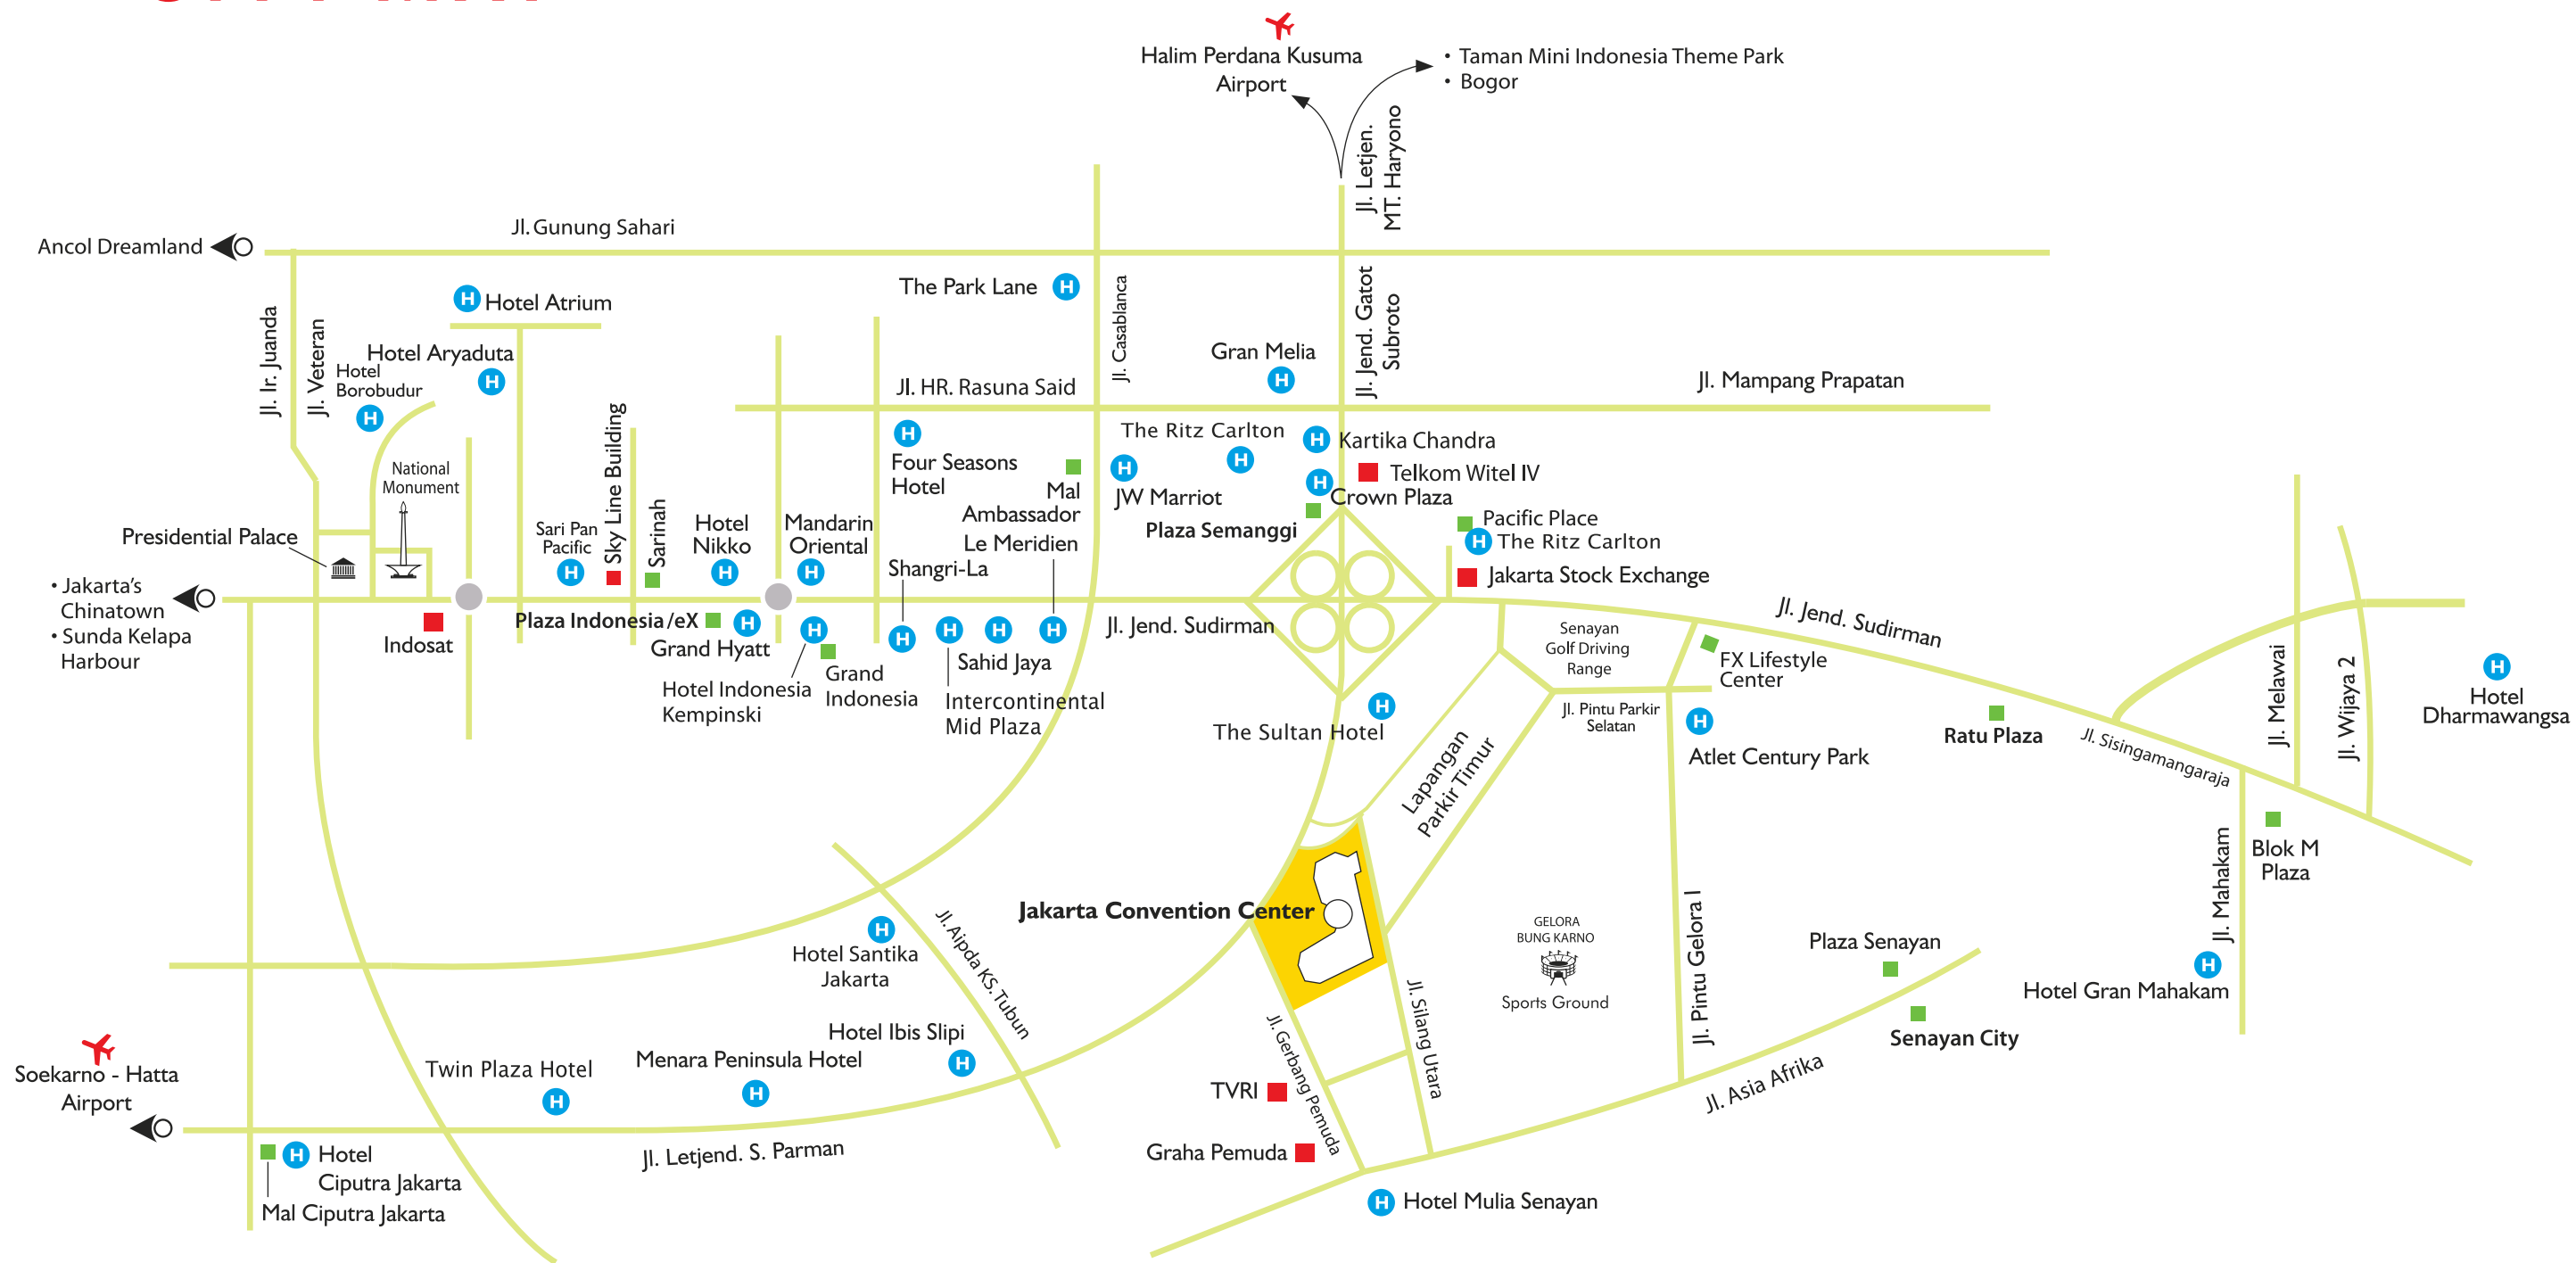 Halim Perdana Kusuma
Airport
• Taman Mini Indonesia Theme Park
• Bogor
Jl. Letjen.
MT. Haryono
Jl. Gunung Sahari
Ancol Dreamland
The Park Lane
H
H
Hotel Atrium
Jl. Ir. Juanda
Jl. Veteran
Jl. Casablanca
Jl. Jend. Gatot
Subroto
Hotel Aryaduta
H
Hotel
Borobudur
H
Gran Melia
H
Jl. HR. Rasuna Said
Jl. Mampang Prapatan
H
Four Seasons
Hotel
The Ritz Carlton
H
H
Kartika Chandra
H
JW Marriot
Telkom Witel IV
H
Crown Plaza
Mal
Ambassador
Plaza Semanggi
Pacific Place
H
The Ritz Carlton
Jakarta Stock Exchange
National
Monument
Presidential Palace
Sky Line Building
Sarinah
Sari Pan
Pacific
H
Hotel
Nikko
H
Mandarin
Oriental
H
Le Meridien
Shangri-La
• Jakarta's
Chinatown
• Sunda Kelapa
Harbour
Indosat
Plaza Indonesia/eX
H
Grand Hyatt
H
Hotel Indonesia
Kempinski
Grand
Indonesia
H
H
H
H
Sahid Jaya
Intercontinental
Mid Plaza
Jl. Jend. Sudirman
Senayan
Golf Driving
Range
Jl. Jend. Sudirman
FX Lifestyle
Center
Jl. Pintu Parkir
Selatan
H
The Sultan Hotel
H
Atlet Century Park
Ratu Plaza
Jl. Sisingamangaraja
Jl. Melawai
Jl. Wijaya 2
H
Hotel
Dharmawangsa
Lapangan
Parkir Timur
Blok M
Plaza
Jl. Mahakam
Jakarta Convention Center
H
Hotel Santika
Jakarta
Jl. Aipda KS. Tubun
GELORA
BUNG KARNO
Sports Ground
Jl. Pintu Gelora I
Plaza Senayan
Senayan City
H
Hotel Gran Mahakam
Jl. Gerbang Pemuda
Jl. Silang Utara
Jl. Asia Afrika
Soekarno - Hatta
Airport
Twin Plaza Hotel
H
Menara Peninsula Hotel
H
Hotel Ibis Slipi
H
TVRI
Graha Pemuda
H
Hotel
Ciputra Jakarta
Mal Ciputra Jakarta
Jl. Letjend. S. Parman
H
Hotel Mulia Senayan